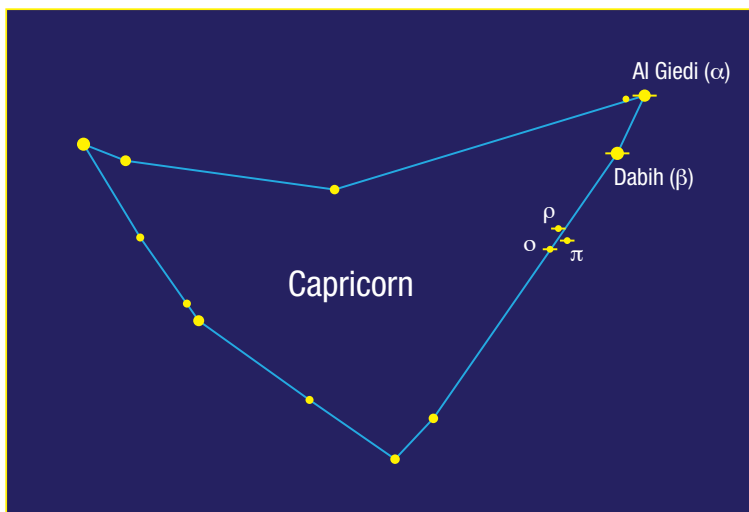 Al Giedi (α)
Dabih (β)
ρ
ο
π
Capricorn